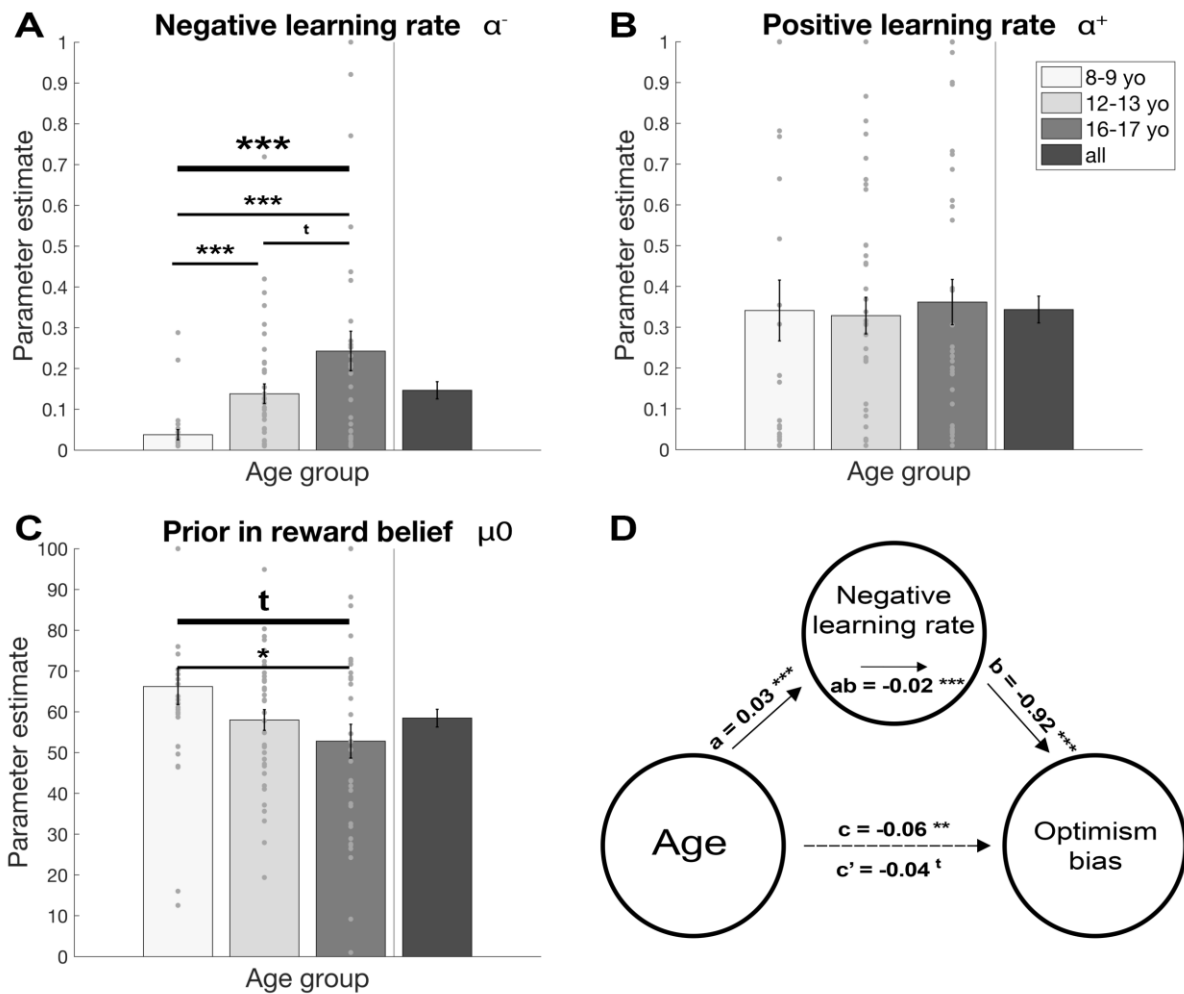 A Negative learning rate α⁻
1
0.9
0.8
0.7
0.6
0.5
0.4
0.3
0.2
0.1
0
Parameter estimate
***
***
t
***
Age group
B Positive learning rate α⁺
1
0.9
0.8
0.7
0.6
0.5
0.4
0.3
0.2
0.1
0
Parameter estimate
Age group
8-9 yo
12-13 yo
16-17 yo
all
C Prior in reward belief μ0
100
90
80
70
60
50
40
30
20
10
0
Parameter estimate
t
*
Age group
D
Negative
learning rate
ab = -0.02 ***
a = 0.03 ***
b = -0.92 ***
Age
c = -0.06 **
c' = -0.04 t
Optimism
bias